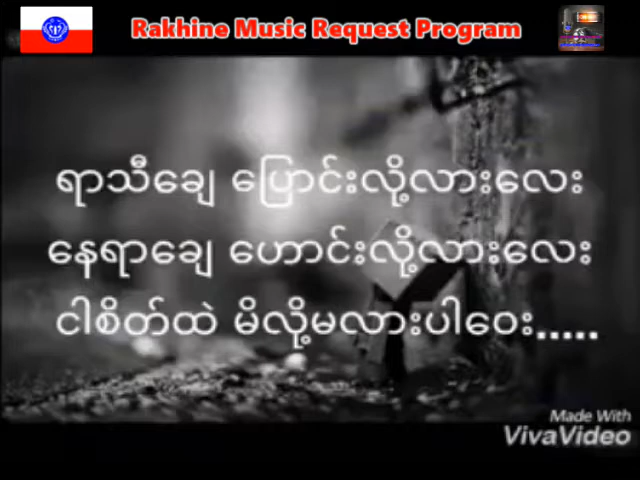 Rakhine Music Request Program
ရာသီချေ ပြောင်းလို့လားလေး
နေရာချေ ဟောင်းလို့လားလေး
ငါစိတ်ထဲ မိလို့မလားပါဝေး.....
Made With
VivaVideo